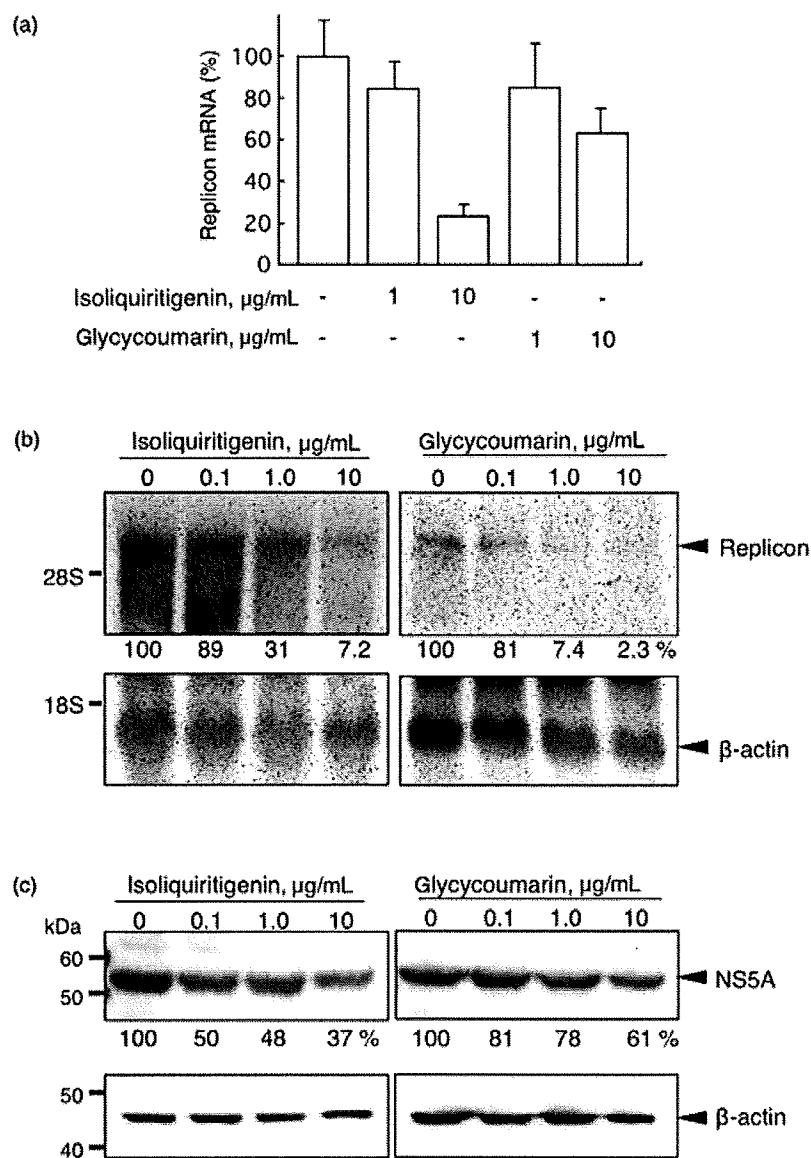 (a)
Replicon mRNA (%)
100
80
60
40
20
0
Isoliquiritigenin, µg/mL - 1 10 - -
Glycycoumarin, µg/mL - - - 1 10
(b)
Isoliquiritigenin, µg/mL Glycycoumarin, µg/mL
0 0.1 1.0 10 0 0.1 1.0 10
Replicon
28S
100 89 31 7.2 100 81 7.4 2.3 %
18S
β-actin
(c)
Isoliquiritigenin, µg/mL Glycycoumarin, µg/mL
kDa 0 0.1 1.0 10 0 0.1 1.0 10
60
NS5A
50
100 50 48 37 % 100 81 78 61 %
50
β-actin
40